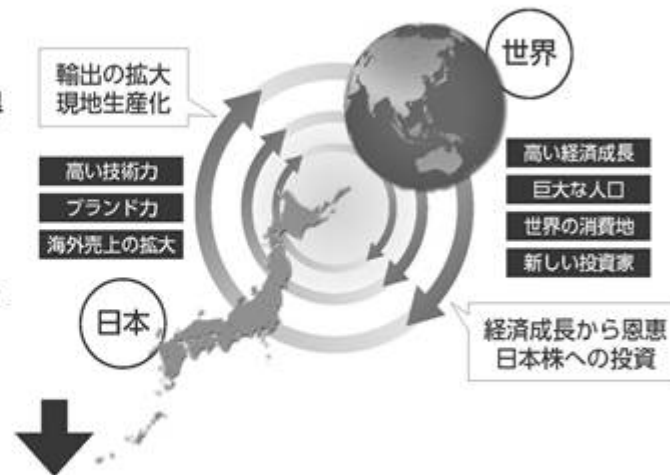 世界
輸出の拡大
現地生産化
高い技術力
ブランド力
海外売上の拡大
高い経済成長
巨大な人口
世界の消費地
新しい投資家
日本
経済成長から恩恵
日本株への投資